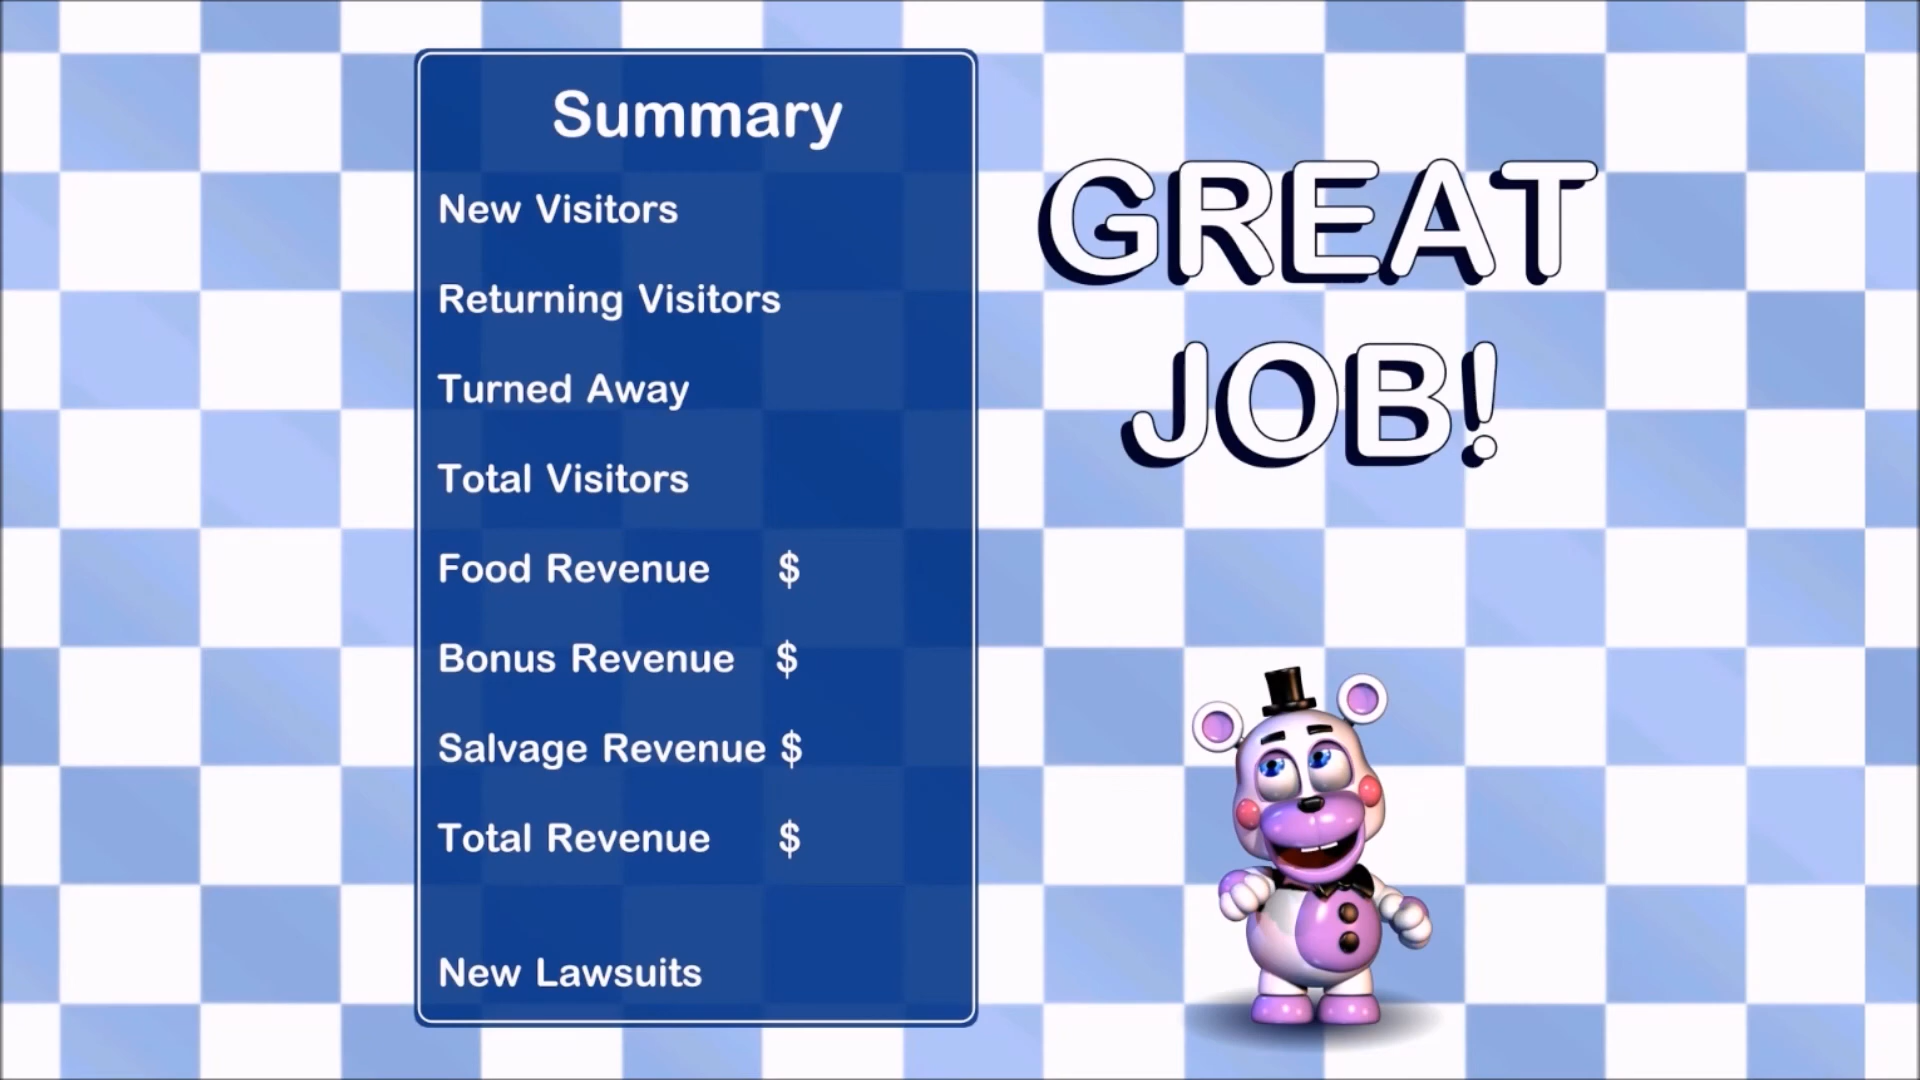 Summary
New Visitors
Returning Visitors
Turned Away
Total Visitors
Food Revenue $
Bonus Revenue $
Salvage Revenue $
Total Revenue $
New Lawsuits
GREAT
JOB!